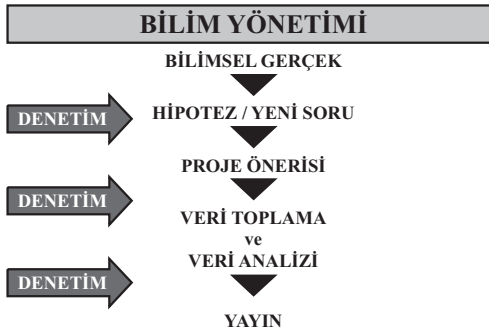 BİLİM YÖNETİMİ
BİLİMSEL GERÇEK
DENETİM
HİPOTEZ / YENİ SORU
PROJE ÖNERİSİ
DENETİM
VERİ TOPLAMA
ve
VERİ ANALİZİ
DENETİM
YAYIN